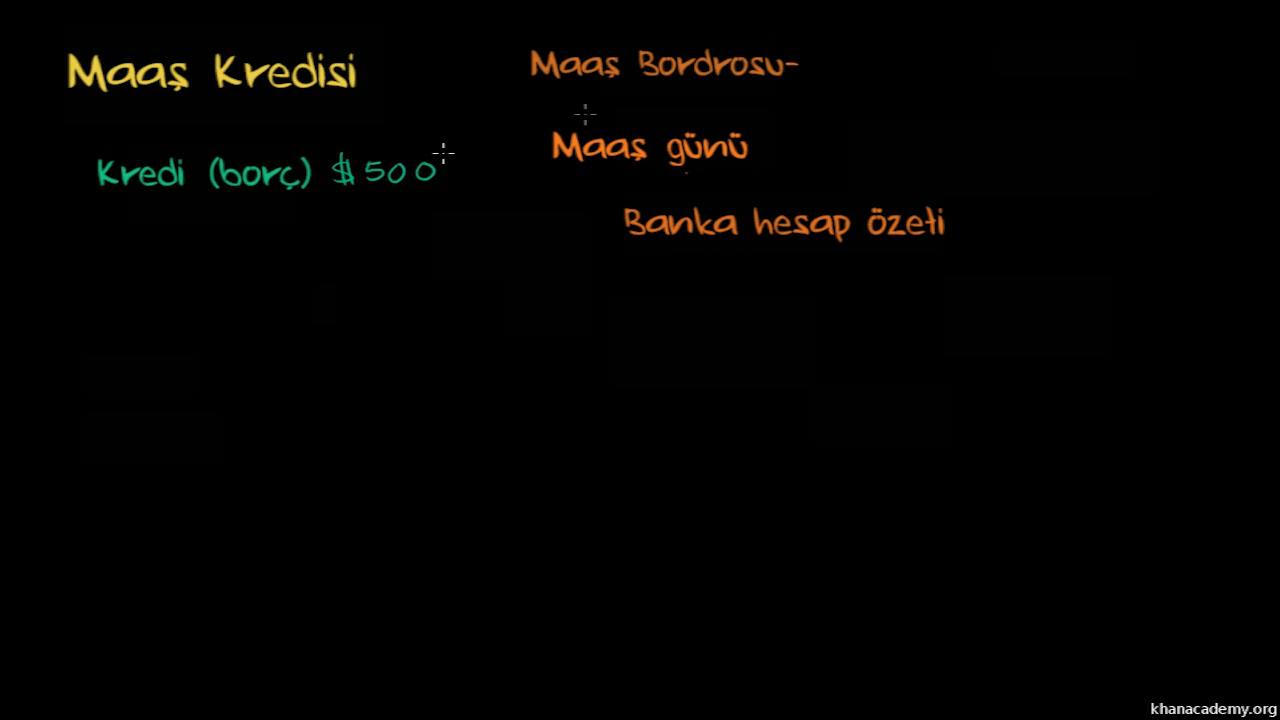 Maaş Kredisi
Kredi (borç) $500
Maaş Bordrosu-
Maaş günü
Banka hesap özeti
khanacademy.org